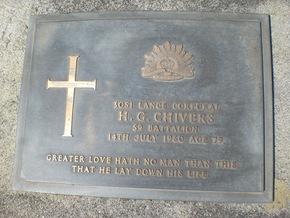 3051 LANCE CORPORAL
H. G. CHIVERS
59 BATTALION
14TH JULY 1960 AGE 77
GREATER LOVE HATH NO MAN THAN THIS
THAT HE LAY DOWN HIS LIFE